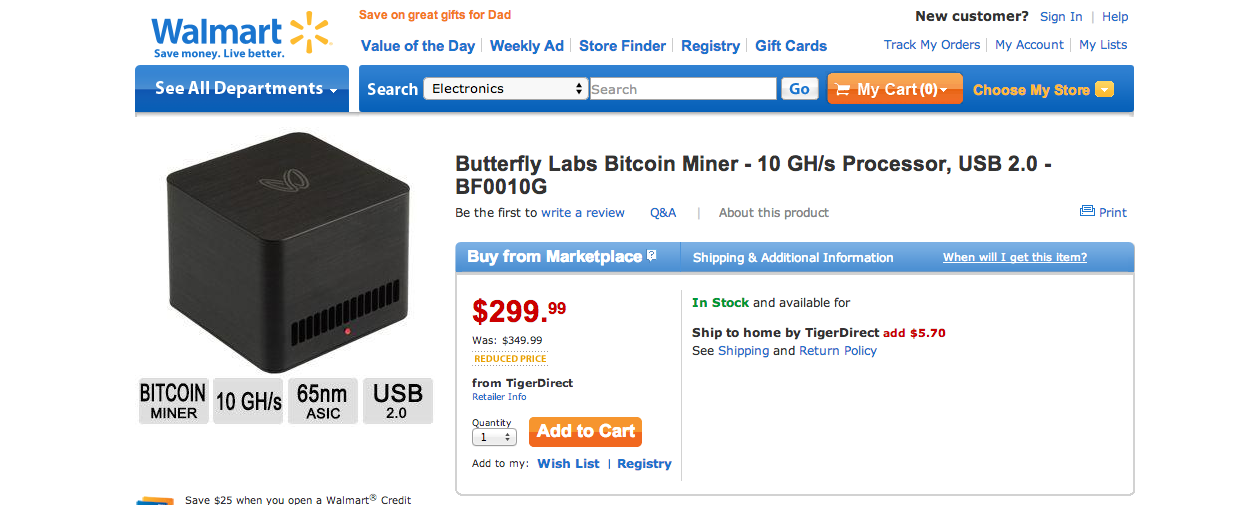 Save on great gifts for Dad
New customer? Sign In | Help
Walmart
Save money. Live better.
Value of the Day | Weekly Ad | Store Finder | Registry | Gift Cards
Track My Orders | My Account | My Lists
See All Departments
Search Electronics Search Go
My Cart (0)
Choose My Store
Butterfly Labs Bitcoin Miner - 10 GH/s Processor, USB 2.0 -
BF0010G
Be the first to write a review Q&A | About this product
Print
Buy from Marketplace ?
Shipping & Additional Information
When will I get this item?
$299.99
Was: $349.99
REDUCED PRICE
from TigerDirect
Retailer Info
Quantity
1
Add to Cart
Add to my: Wish List | Registry
In Stock and available for
Ship to home by TigerDirect add $5.70
See Shipping and Return Policy
BITCOIN
MINER
10 GH/s
65nm
ASIC
USB
2.0
Save $25 when you open a Walmart® Credit